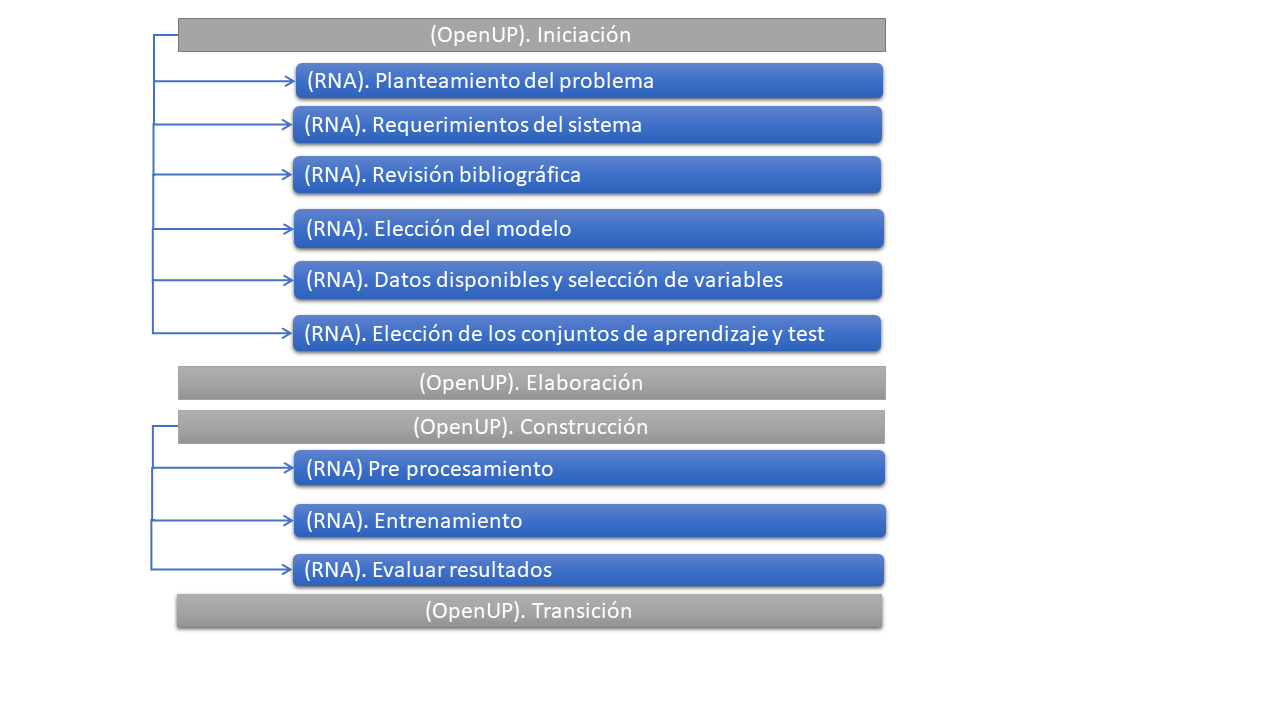 (OpenUP). Iniciación
(RNA). Planteamiento del problema
(RNA). Requerimientos del sistema
(RNA). Revisión bibliográfica
(RNA). Elección del modelo
(RNA). Datos disponibles y selección de variables
(RNA). Elección de los conjuntos de aprendizaje y test
(OpenUP). Elaboración
(OpenUP). Construcción
(RNA) Pre procesamiento
(RNA). Entrenamiento
(RNA). Evaluar resultados
(OpenUP). Transición